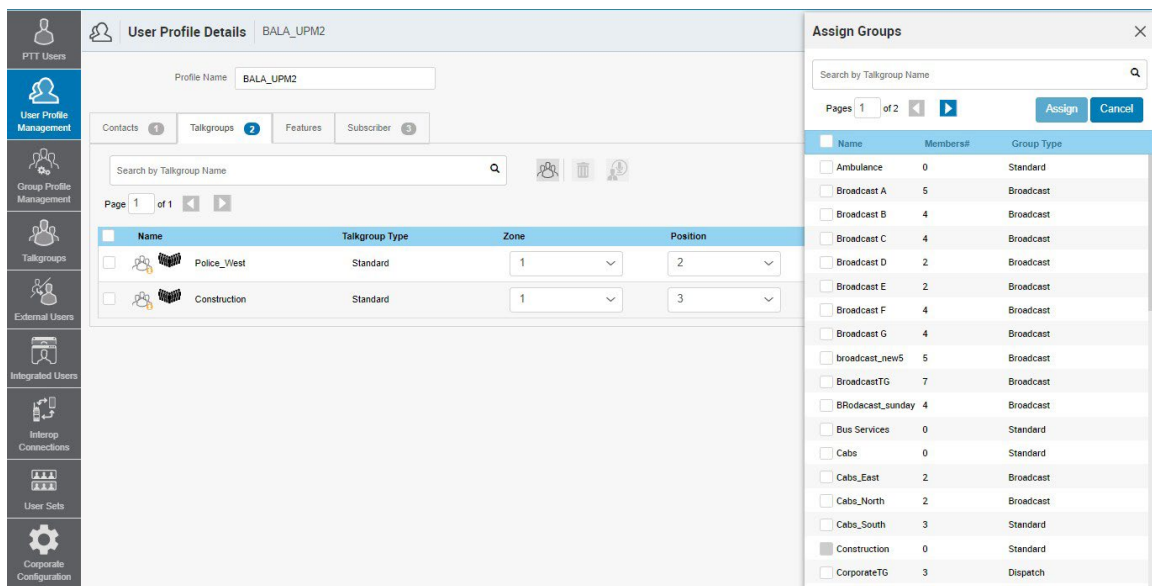 PTT Users
User Profile
Management
Group Profile
Management
Talkgroups
External Users
Integrated Users
Interop
Connections
User Sets
Corporate
Configuration
User Profile Details BALA_UPM2
Profile Name BALA_UPM2
Contacts 1 Talkgroups 2 Features Subscriber 3
Search by Talkgroup Name
Page 1 of 1
Name Talkgroup Type Zone Position
Police_West Standard 1 2
Construction Standard 1 3
Assign Groups
Search by Talkgroup Name
Pages 1 of 2 Assign Cancel
Name Members# Group Type
Ambulance 0 Standard
Broadcast A 5 Broadcast
Broadcast B 4 Broadcast
Broadcast C 4 Broadcast
Broadcast D 2 Broadcast
Broadcast E 2 Broadcast
Broadcast F 4 Broadcast
Broadcast G 4 Broadcast
broadcast_new5 5 Broadcast
BroadcastTG 7 Broadcast
BRodacast_sunday 4 Broadcast
Bus Services 0 Standard
Cabs 0 Standard
Cabs_East 2 Broadcast
Cabs_North 2 Broadcast
Cabs_South 3 Standard
Construction 0 Standard
CorporateTG 3 Dispatch